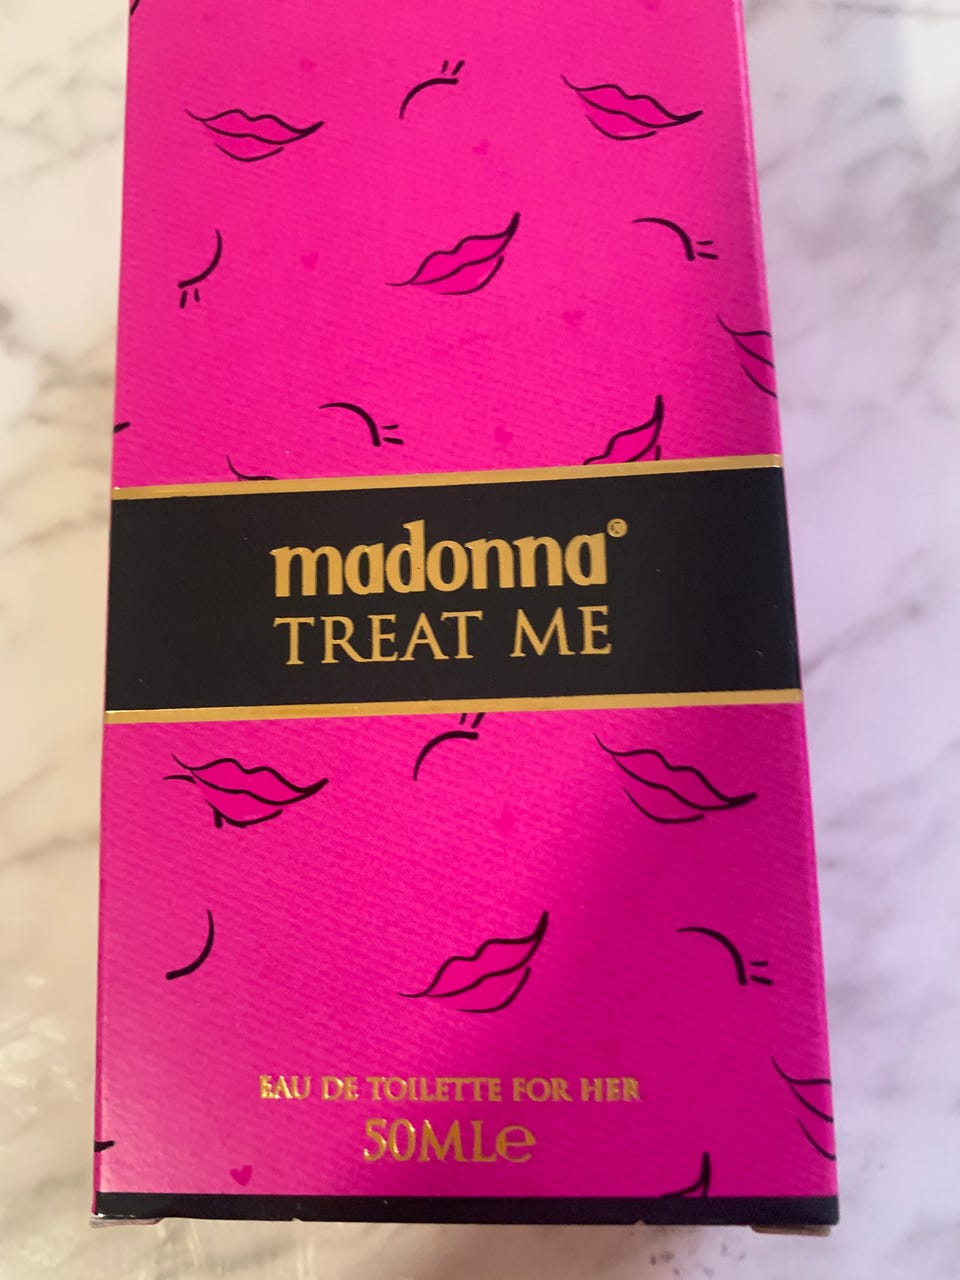 madonna®
TREAT ME
EAU DE TOILETTE FOR HER
50ML℮